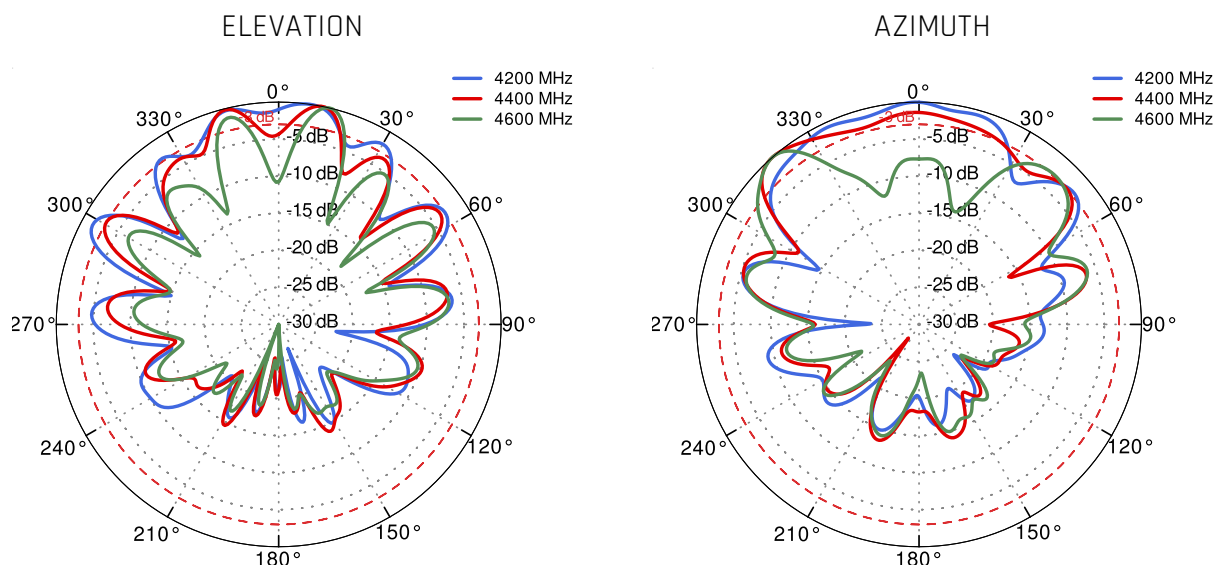 ELEVATION
4200 MHz
4400 MHz
4600 MHz
0°
330°
30°
-3 dB
-5 dB
-10 dB
300°
-15 dB
60°
-20 dB
-25 dB
270°
-30 dB
90°
240°
120°
210°
150°
180°
AZIMUTH
4200 MHz
4400 MHz
4600 MHz
0°
330°
30°
-3 dB
-5 dB
-10 dB
300°
-15 dB
60°
-20 dB
-25 dB
270°
-30 dB
90°
240°
120°
210°
150°
180°